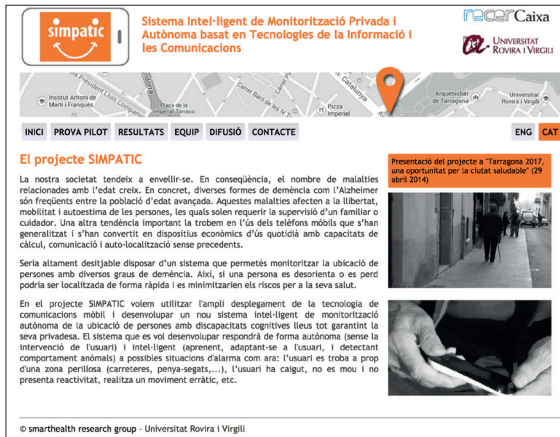 simpatic
Sistema Intel·ligent de Monitorització Privada i
Autònoma basat en Tecnologies de la Informació i
les Comunicacions
recerCaixa
UNIVERSITAT
ROVIRA I VIRGILI
President Lluís Companys
Institut Antoni de
Martí i Franquès
Plaça de la
Imperial Tarraco
Carrer Baró de les
Pizza
Imperial
Catalunya
Arquebisbat
de Tarragona
Universitat
Rovira i Virgili
INICI PROVA PILOT RESULTATS EQUIP DIFUSIÓ CONTACTE ENG CAT
El projecte SIMPATIC
La nostra societat tendeix a envellir-se. En conseqüència, el nombre de malalties
relacionades amb l'edat creix. En concret, diverses formes de demència com l'Alzheimer
són freqüents entre la població d'edat avançada. Aquestes malalties afecten a la llibertat,
mobilitat i autoestima de les persones, les quals solen requerir la supervisió d'un familiar o
cuidador. Una altra tendència important la trobem en l'ús dels telèfons mòbils que s'han
generalitzat i s'han convertit en dispositius econòmics d'ús quotidià amb capacitats de
càlcul, comunicació i auto-localització sense precedents.
Seria altament desitjable disposar d'un sistema que permetés monitoritzar la ubicació de
persones amb diversos graus de demència. Així, si una persona es desorienta o es perd
podria ser localitzada de forma ràpida i es minimitzarien els riscos per a la seva salut.
En el projecte SIMPATIC volem utilitzar l'ampli desplegament de la tecnologia de
comunicacions mòbil i desenvolupar un nou sistema intel·ligent de monitorització
autònoma de la ubicació de persones amb discapacitats cognitives lleus tot garantint la
seva privadesa. El sistema que es vol desenvolupar respondrà de forma autònoma (sense la
intervenció de l'usuari) i intel·ligent (aprenent, adaptant-se a l'usuari, i detectant
comportament anòmals) a possibles situacions d'alarma com ara: l'usuari es troba a prop
d'una zona perillosa (carreteres, penya-segats,...), l'usuari ha caigut, no es mou i no
presenta reactivitat, realitza un moviment erràtic, etc.
Presentació del projecte a "Tarragona 2017,
una oportunitat per la ciutat saludable" (29
abril 2014)
© smarthealth research group - Universitat Rovira i Virgili